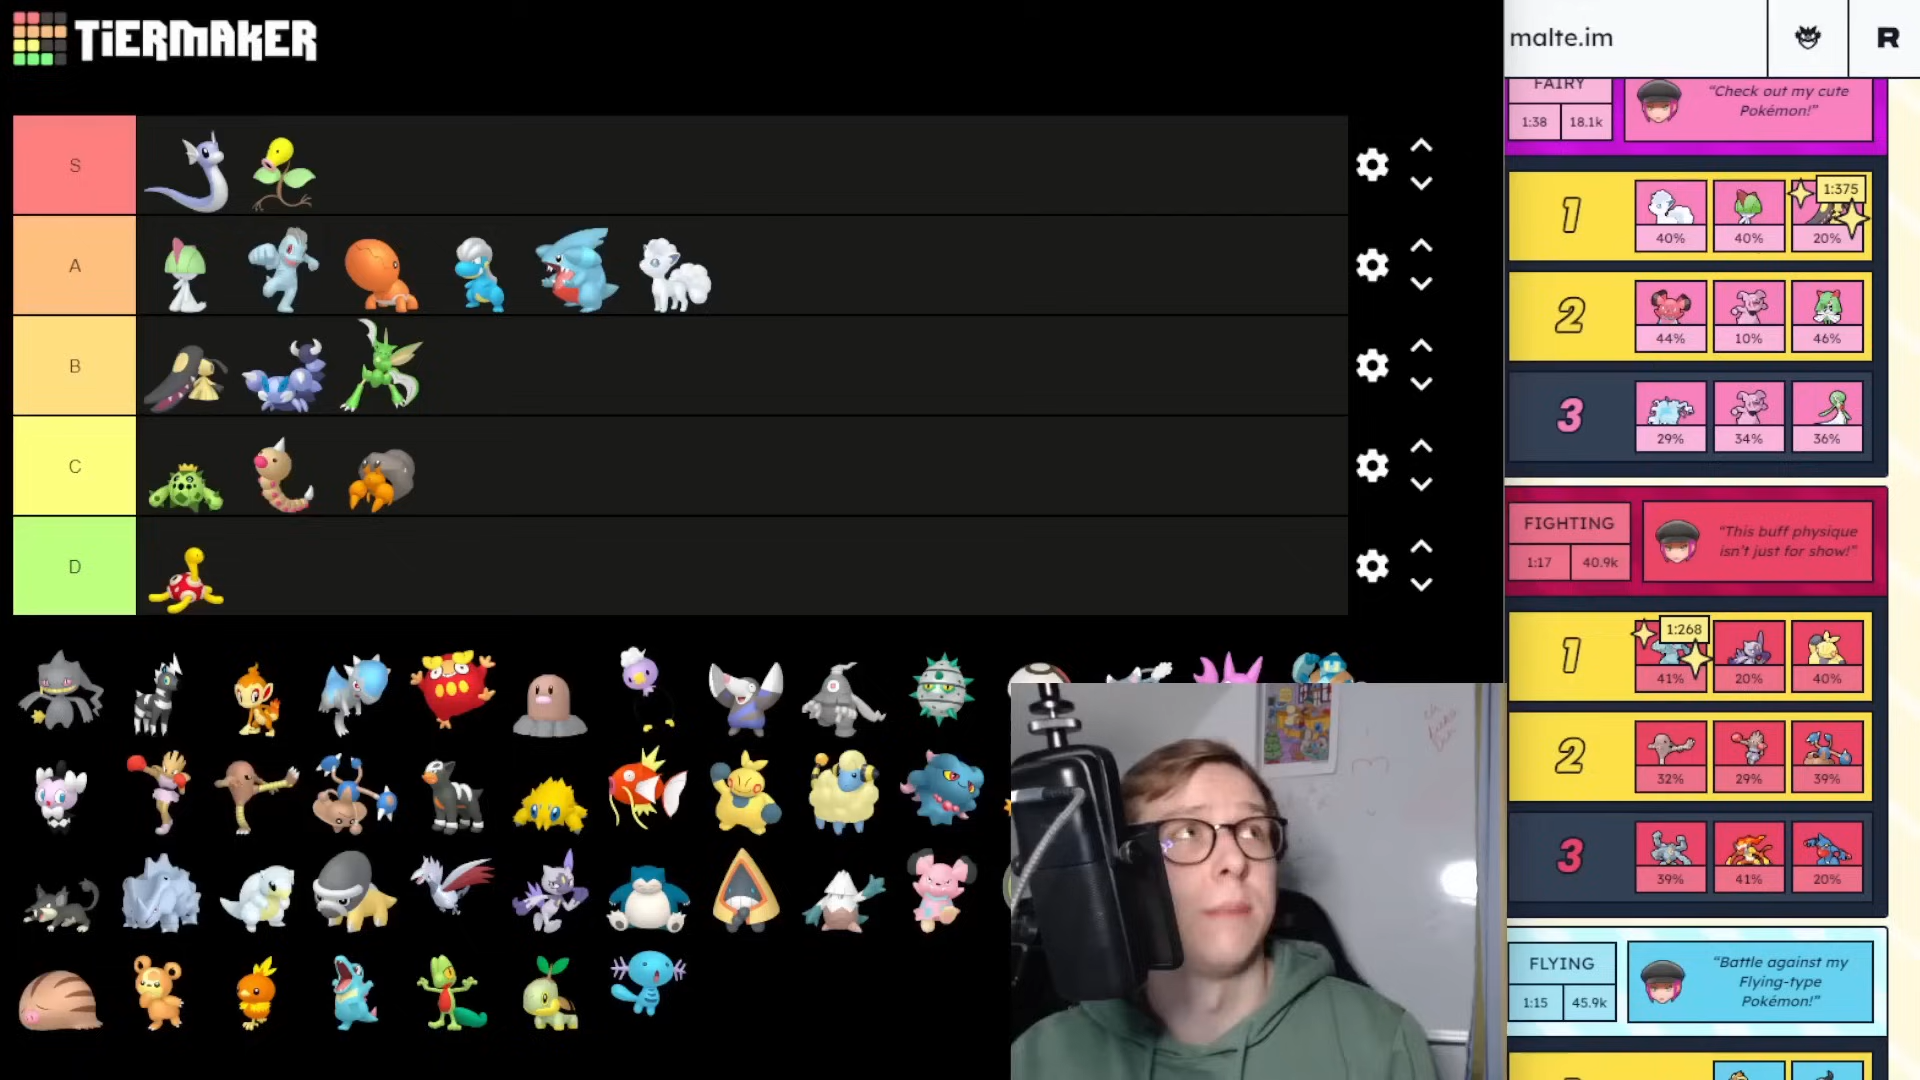 TiERMAKER
S
A
B
C
D
malte.im
R
FAIRY
1:38
18.1k
“Check out my cute
Pokémon!”
1
1:375
40%
40%
20%
2
44%
10%
46%
3
29%
34%
36%
FIGHTING
1:17
40.9k
“This buff physique
isn’t just for show!”
1
1:268
41%
20%
40%
2
32%
29%
39%
3
39%
41%
20%
FLYING
1:15
45.9k
“Battle against my
Flying-type
Pokémon!”